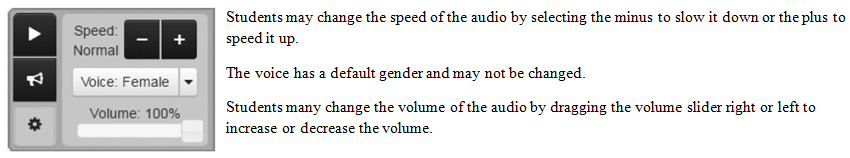 Speed:
Normal
Voice: Female
Volume: 100%
Students may change the speed of the audio by selecting the minus to slow it down or the plus to
speed it up.
The voice has a default gender and may not be changed.
Students many change the volume of the audio by dragging the volume slider right or left to
increase or decrease the volume.